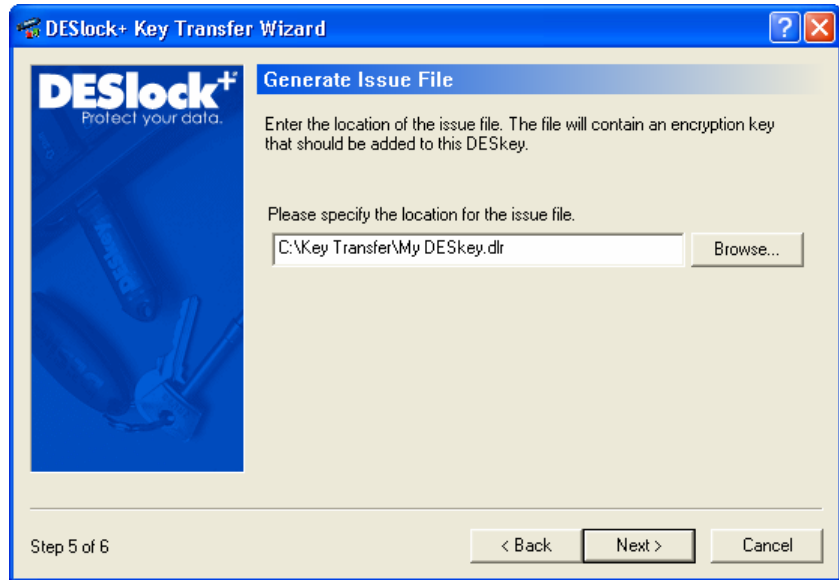 DESlock+ Key Transfer Wizard
DESlock+
Protect your data.
Generate Issue File
Enter the location of the issue file. The file will contain an encryption key
that should be added to this DESkey.
Please specify the location for the issue file.
C:\Key Transfer\My DESkey.dlr
Browse...
Step 5 of 6
< Back
Next >
Cancel